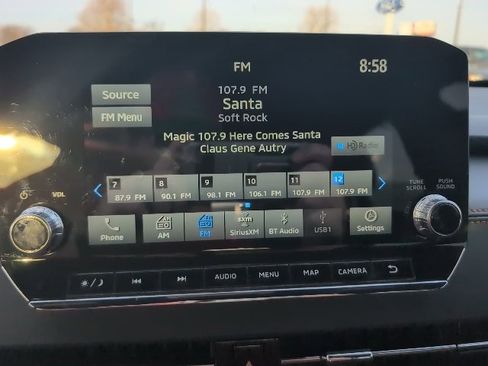 FM
8:58
Source
FM Menu
107.9 FM
Santa
Soft Rock
Magic 107.9 Here Comes Santa
Claus Gene Autry
HD Radio
7
8
9
10
11
12
87.9 FM
90.1 FM
98.1 FM
106.1 FM
107.9 FM
107.9 FM
VOL
TUNE
SCROLL
PUSH
SOUND
Phone
AM
FM
sxm
SiriusXM
BT Audio
USB1
Settings
AUDIO
MENU
MAP
CAMERA